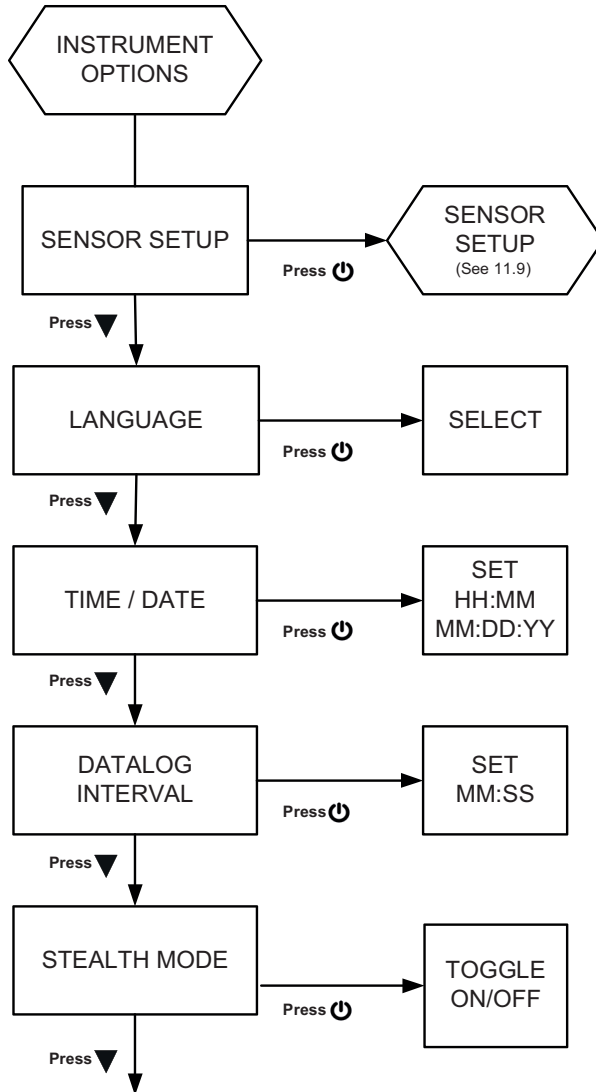 INSTRUMENT
OPTIONS
SENSOR SETUP
Press
SENSOR
SETUP
(See 11.9)
Press
LANGUAGE
Press
SELECT
Press
TIME / DATE
Press
SET
HH:MM
MM:DD:YY
Press
DATALOG
INTERVAL
Press
SET
MM:SS
Press
STEALTH MODE
Press
TOGGLE
ON/OFF
Press